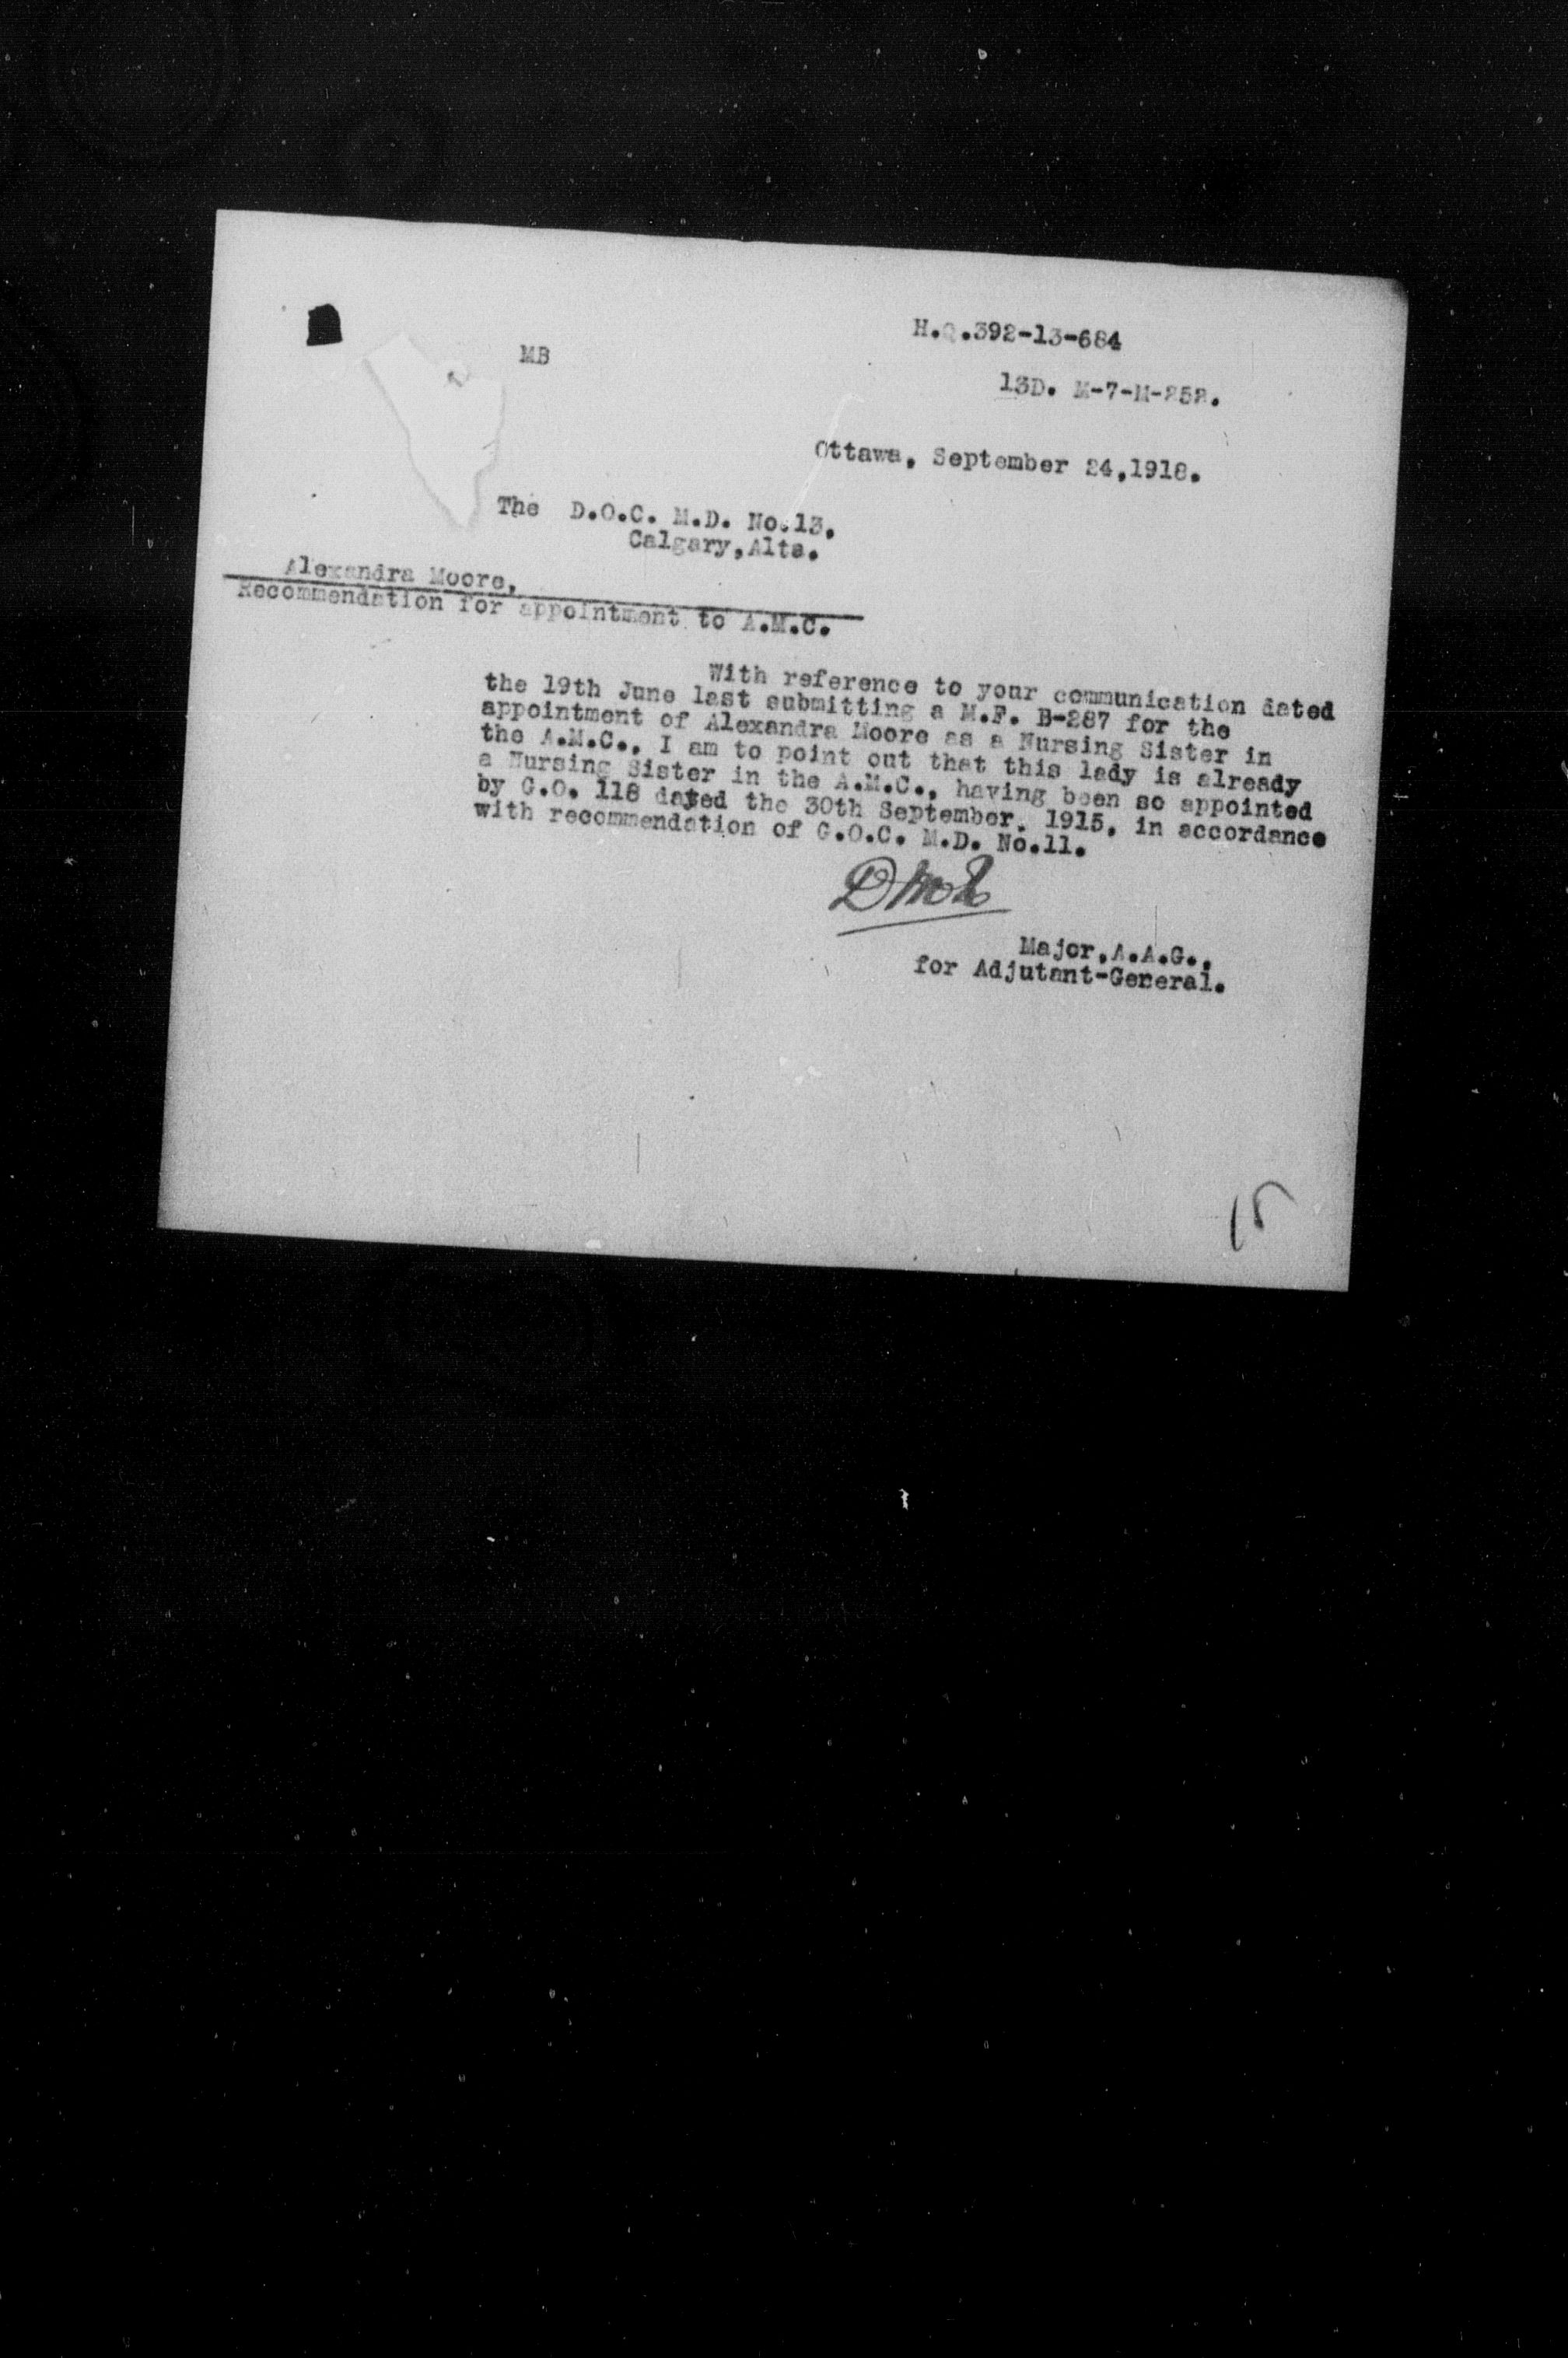 H.Q.392-13-684
MB
13D. M-7-M-252.
Ottawa, September 24,1918.
The D.O.C. M.D. No.13.
Calgary,Alta.
Alexandra Moore,
Recommendation for appointment to A.M.C.
With reference to your communication dated
the 19th June last submitting a M.F. B-287 for the
appointment of Alexandra Moore as a Nursing Sister in
the A.M.C., I am to point out that this lady is already
a Nursing Sister in the A.M.C., having been so appointed
by G.O. 118 dated the 30th September, 1915, in accordance
with recommendation of G.O.C. M.D. No.11.
Major,A.A.G.,
for Adjutant-General.
15